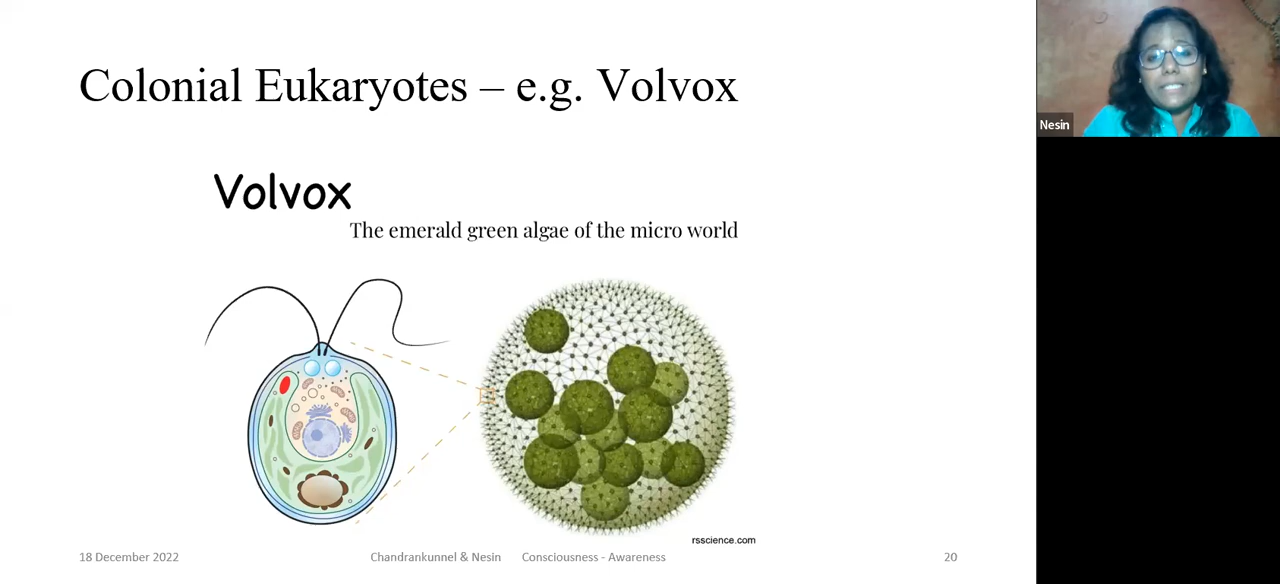 Colonial Eukaryotes – e.g. Volvox
Nesin
Volvox
The emerald green algae of the micro world
rsscience.com
18 December 2022
Chandrankunnel & Nesin Consciousness - Awareness
20